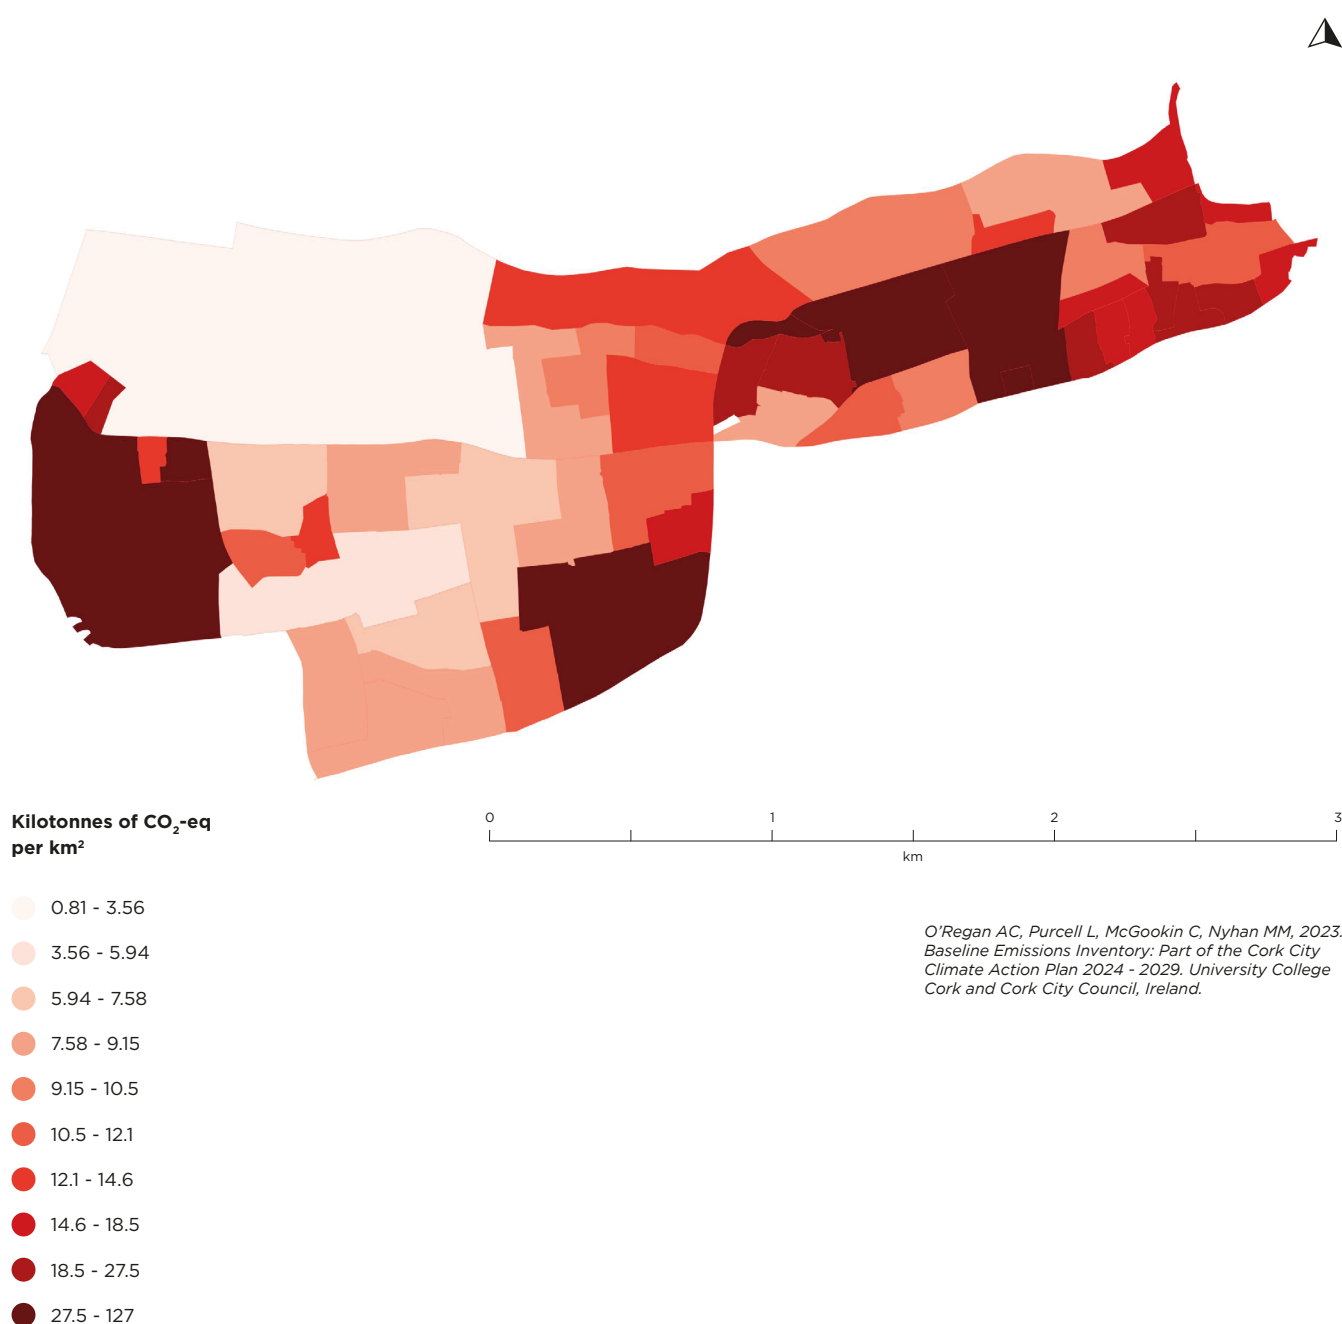 Kilotonnes of CO₂-eq
per km²
0 1 2 3
km
0.81 - 3.56
3.56 - 5.94
5.94 - 7.58
7.58 - 9.15
9.15 - 10.5
10.5 - 12.1
12.1 - 14.6
14.6 - 18.5
18.5 - 27.5
27.5 - 127
O'Regan AC, Purcell L, McGookin C, Nyhan MM, 2023.
Baseline Emissions Inventory: Part of the Cork City
Climate Action Plan 2024 - 2029. University College
Cork and Cork City Council, Ireland.